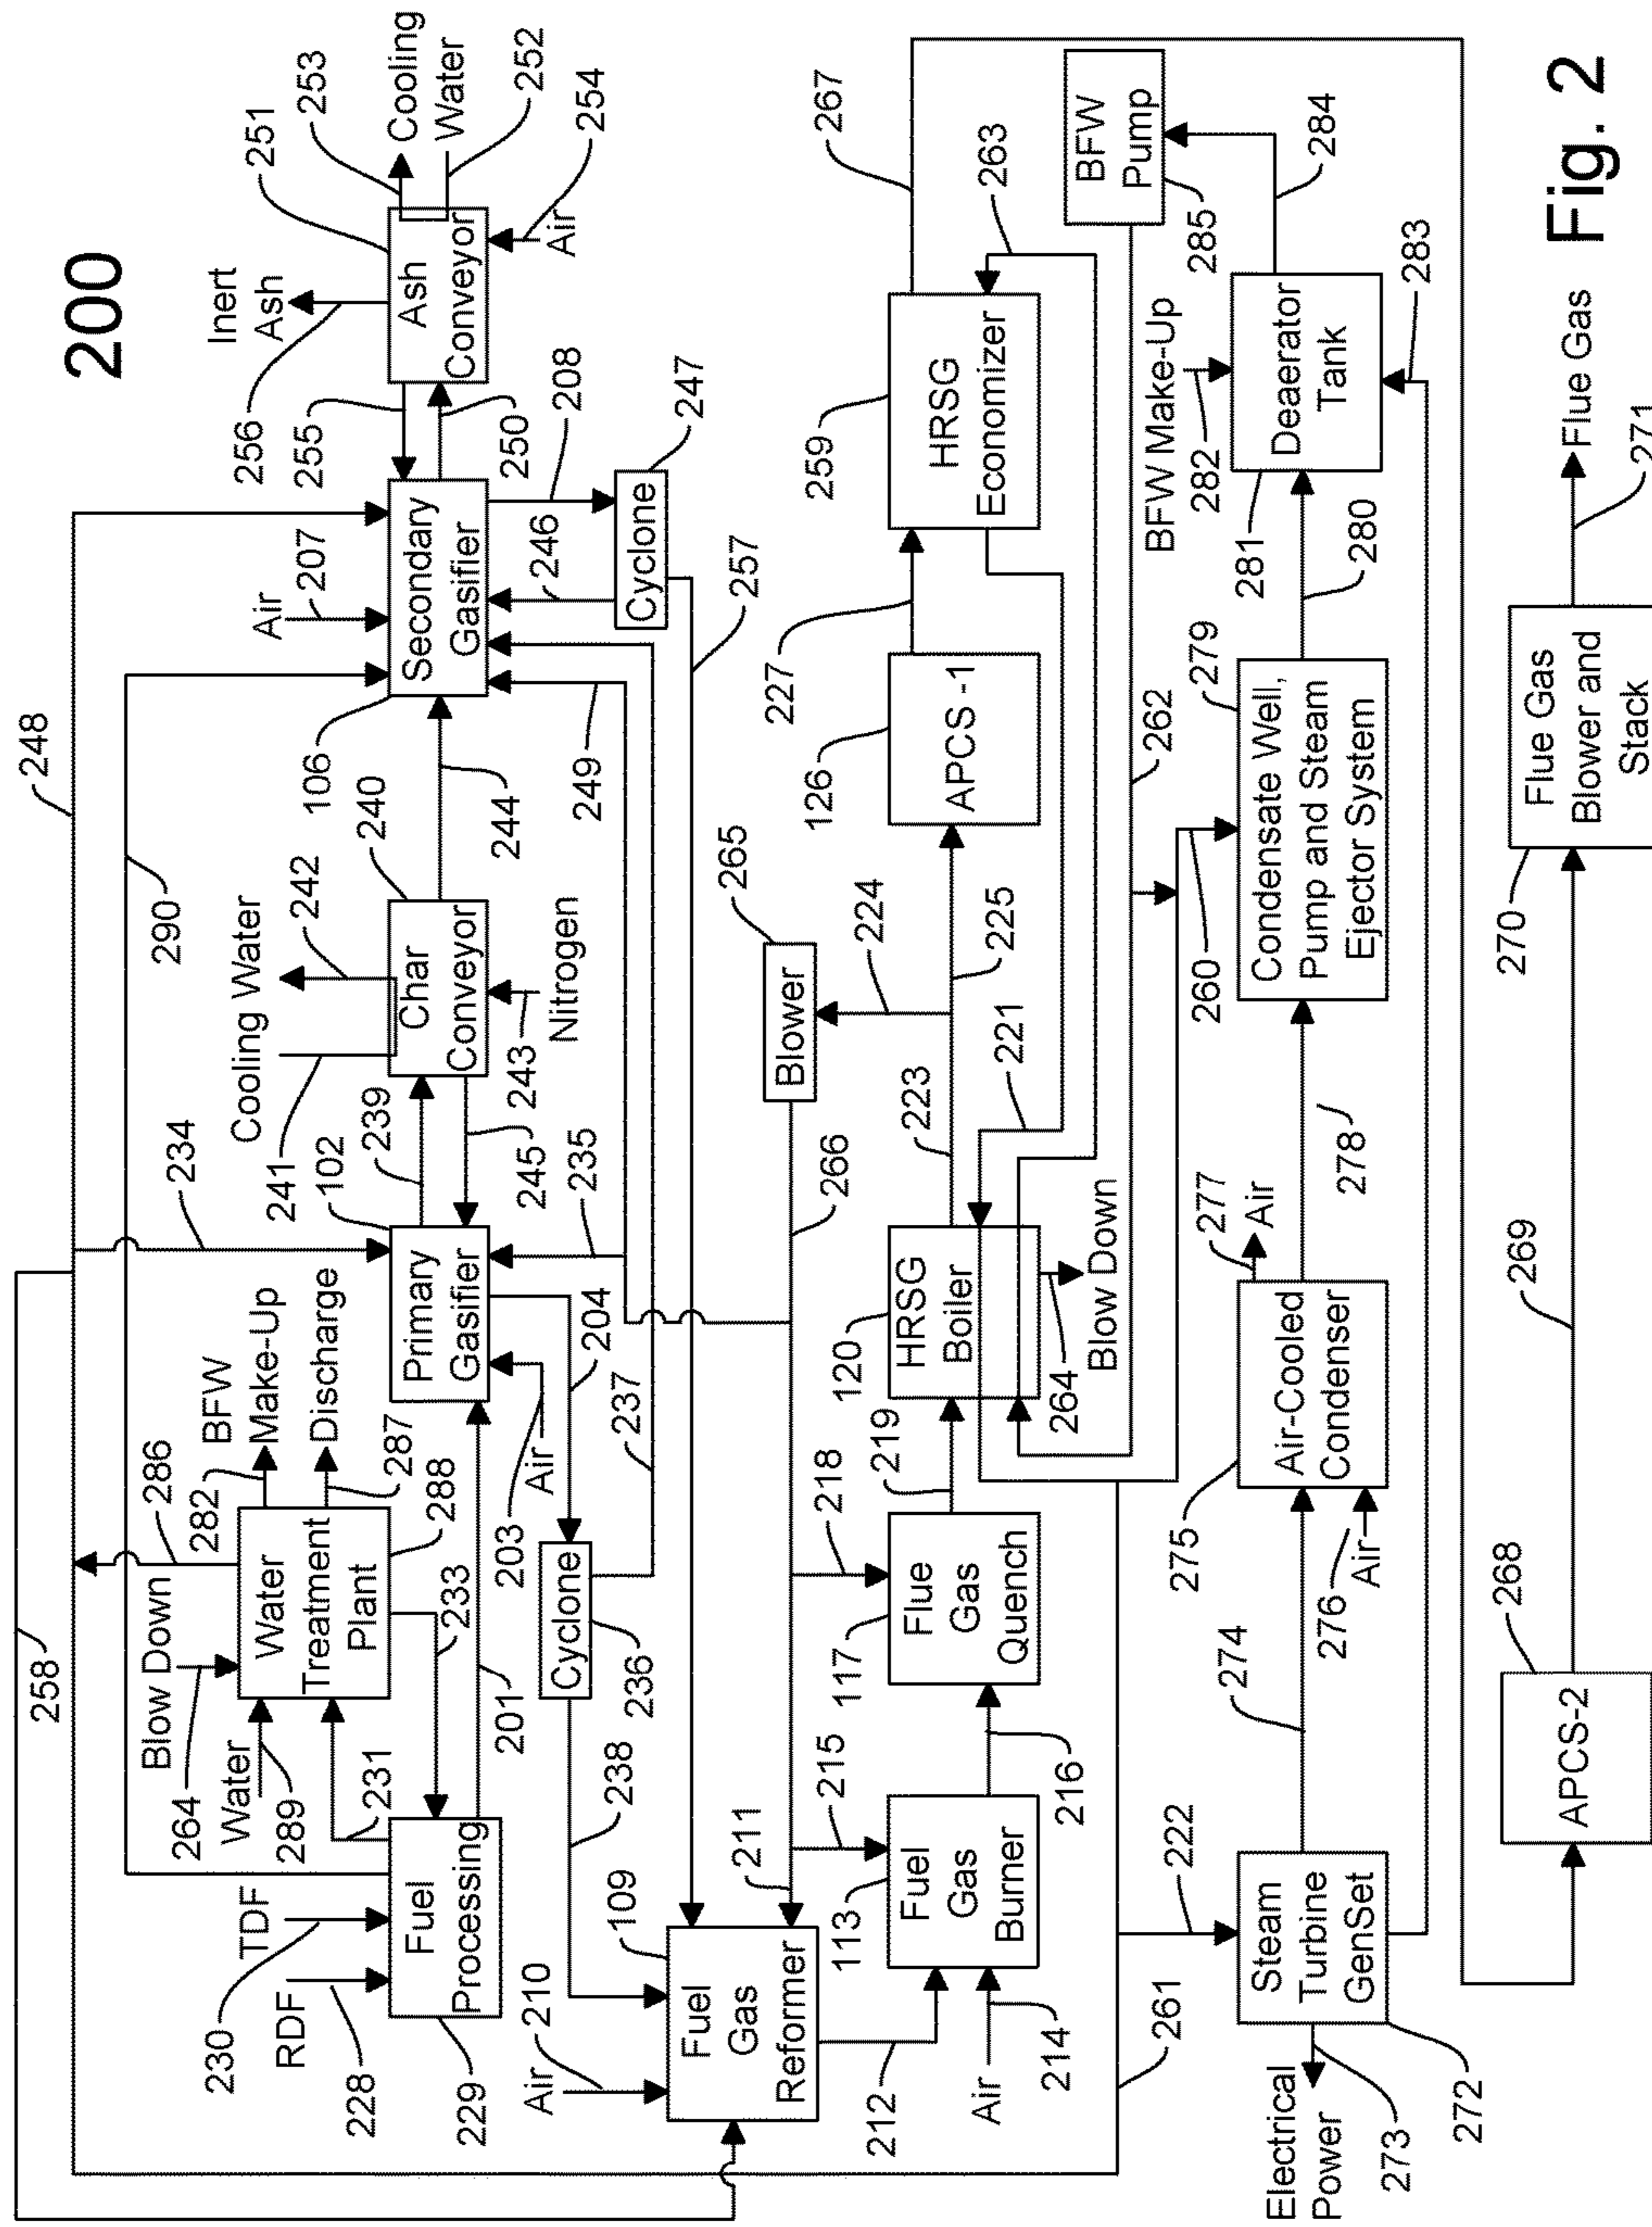 200
258
248
290
234
286
BFW
Make-Up
282
Discharge
287
288
Blow Down
264
Water
289
Water
Treatment
Plant
231
233
TDF
230
RDF
228
229
Fuel
Processing
201
102
Primary
Gasifier
Air
203
204
235
239
Cooling Water
241
242
240
Char
Conveyor
Nitrogen
243
245
244
106
Air
207
Secondary
Gasifier
249
246
208
250
255
Inert
Ash
256
251
Ash
Conveyor
253
Cooling
Water
252
Air
254
247
Cyclone
257
Cyclone
236
237
238
Air
210
109
Fuel
Gas
Reformer
211
212
Air
214
215
113
Fuel
Gas
Burner
216
218
117
Flue
Gas
Quench
219
266
Blower
265
224
120
HRSG
Boiler
223
225
221
264
Blow Down
126
APCS -1
227
259
HRSG
Economizer
267
263
BFW
Pump
285
262
260
261
222
Electrical
Power
273
272
Steam
Turbine
GenSet
274
275
Air-Cooled
Condenser
276
Air
277
Air
278
279
Condensate Well,
Pump and Steam
Ejector System
280
281
BFW Make-Up
282
Deaerator
Tank
284
283
268
APCS-2
269
270
Flue Gas
Blower and
Stack
271
Flue Gas
Fig. 2